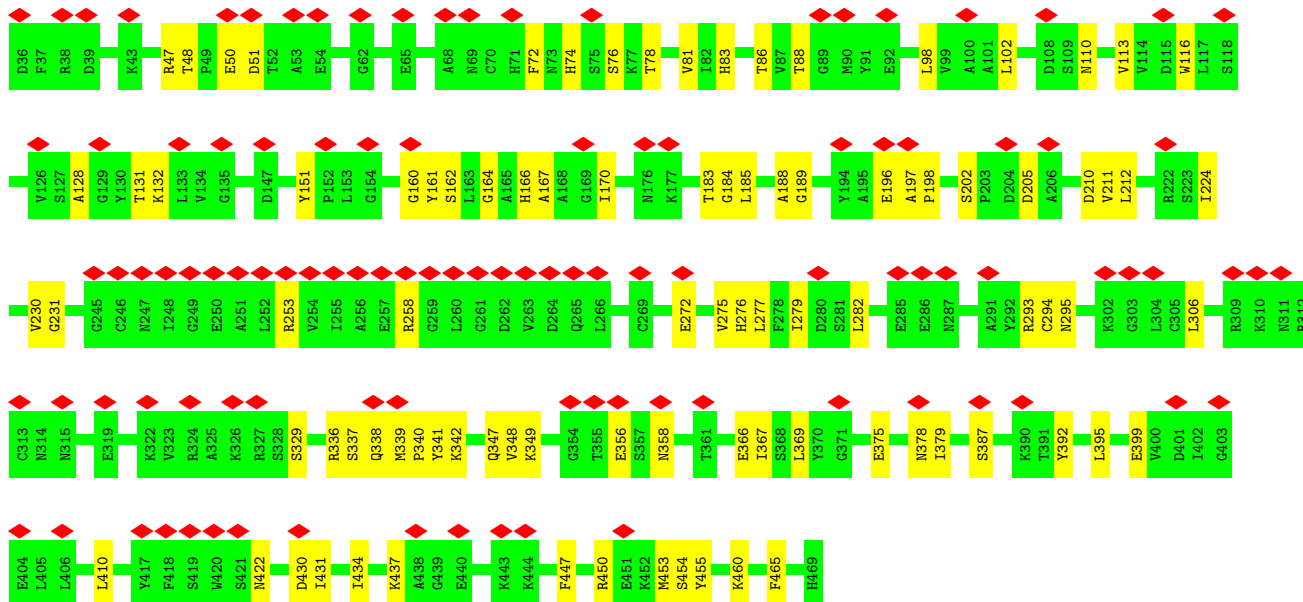 D36 F37 R38 D39 K43 R47 T48 P49 E50 D51 T52 A53 E54 G62 E65 A68 N69 C70 H71 F72 N73 H74 S75 S76 K77 T78 V81 I82 H83 T86 V87 T88 G89 M90 Y91 E92 L98 V99 A100 A101 L102 D108 S109 N110 V113 V114 D115 W116 L117 S118
V126 S127 A128 G129 Y130 T131 K132 L133 V134 G135 D147 Y151 P152 L153 G154 G160 Y161 S162 L163 G164 A165 H166 A167 A168 G169 I170 N176 K177 T183 G184 L185 A188 G189 Y194 A195 E196 A197 P198 S202 P203 D204 D205 A206 D210 V211 L212 R222 S223 I224
V230 G231 G245 C246 N247 I248 G249 E250 A251 L252 R253 V254 I255 A256 E257 R258 G259 L260 G261 D262 V263 D264 Q265 L266 C269 E272 V275 H276 L277 F278 I279 D280 S281 L282 E285 E286 N287 A291 Y292 R293 C294 N295 K302 G303 L304 C305 L306 R309 K310 N311
C313 N314 N315 E319 K322 V323 R324 A325 K326 R327 S328 S329 R336 S337 Q338 M339 P340 Y341 K342 Q347 V348 K349 G354 T355 E356 S357 N358 T361 E366 I367 S368 L369 Y370 G371 E375 N378 I379 S387 K390 T391 Y392 L395 E399 V400 D401 I402 G403
E404 L405 L406 L410 Y417 F418 S419 W420 S421 N422 D430 I431 I434 K437 A438 G439 E440 K443 K444 F447 R450 E451 K452 M453 S454 Y455 K460 F465 H469